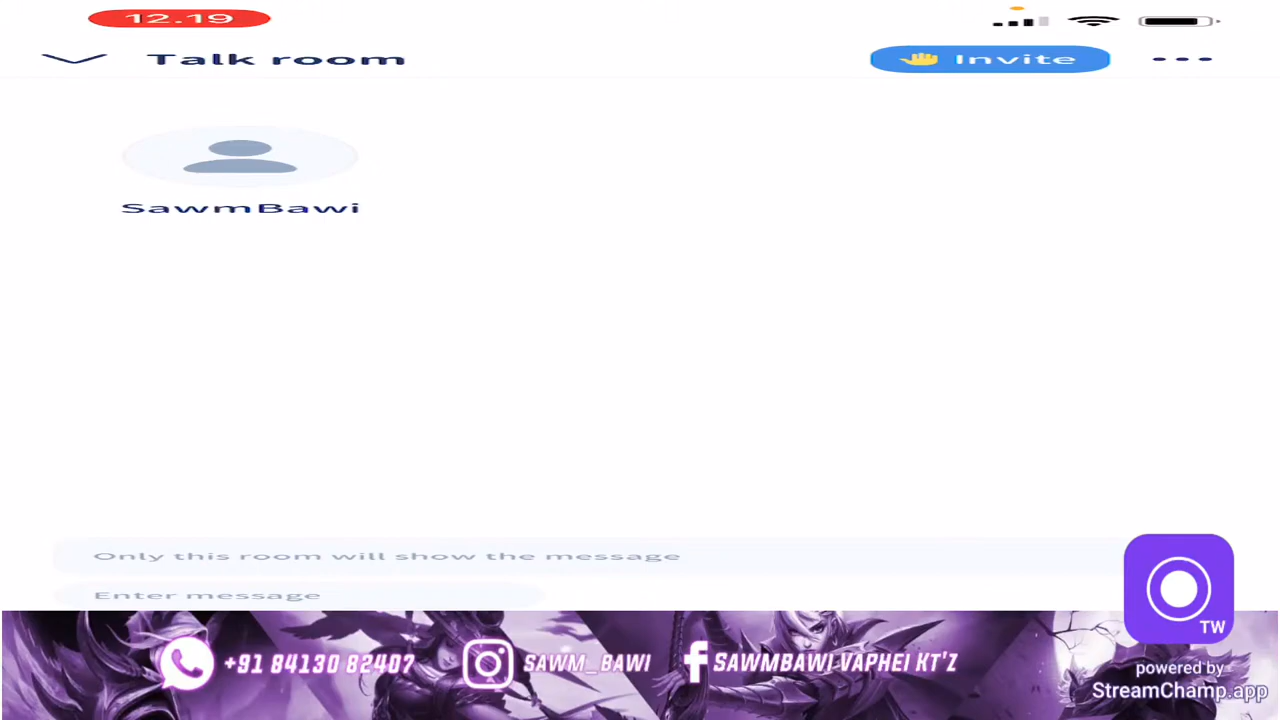 12.19
Talk room
Invite
SawmBawi
Only this room will show the message
Enter message
+91 84130 82407
SAWM_BAWI
SAWMBAWI VAPHEI KT'Z
TW
powered by
StreamChamp.app